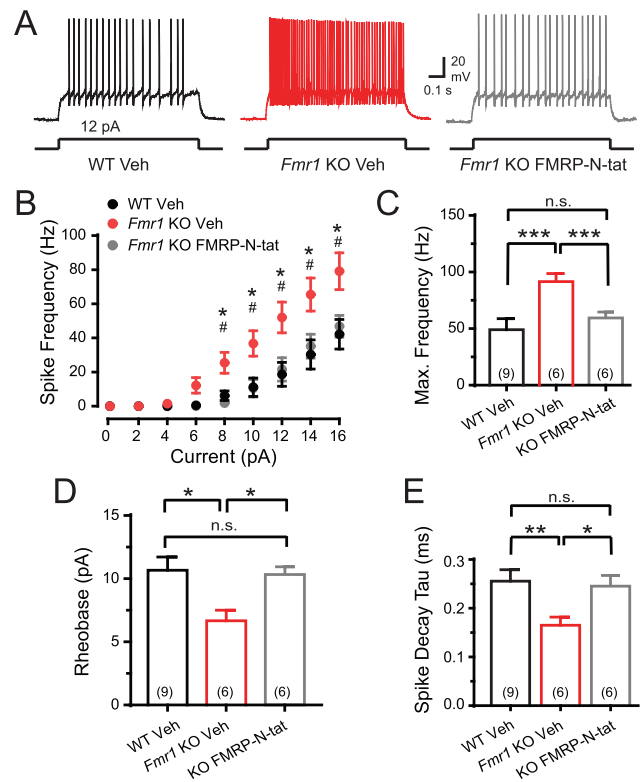 A
20
mV
0.1 s
12 pA
WT Veh
Fmr1 KO Veh
Fmr1 KO FMRP-N-tat
B
WT Veh
Fmr1 KO Veh
Fmr1 KO FMRP-N-tat
Spike Frequency (Hz)
100
80
60
40
20
0
* * * * *
# # # # #
0 2 4 6 8 10 12 14 16
Current (pA)
C
n.s.
*** ***
Max. Frequency (Hz)
150
100
50
0
(9) (6) (6)
WT Veh
Fmr1 KO Veh
KO FMRP-N-tat
D
* *
n.s.
Rheobase (pA)
15
10
5
0
(9) (6) (6)
WT Veh
Fmr1 KO Veh
KO FMRP-N-tat
E
n.s.
** *
Spike Decay Tau (ms)
0.3
0.2
0.1
0.0
(9) (6) (6)
WT Veh
Fmr1 KO Veh
KO FMRP-N-tat